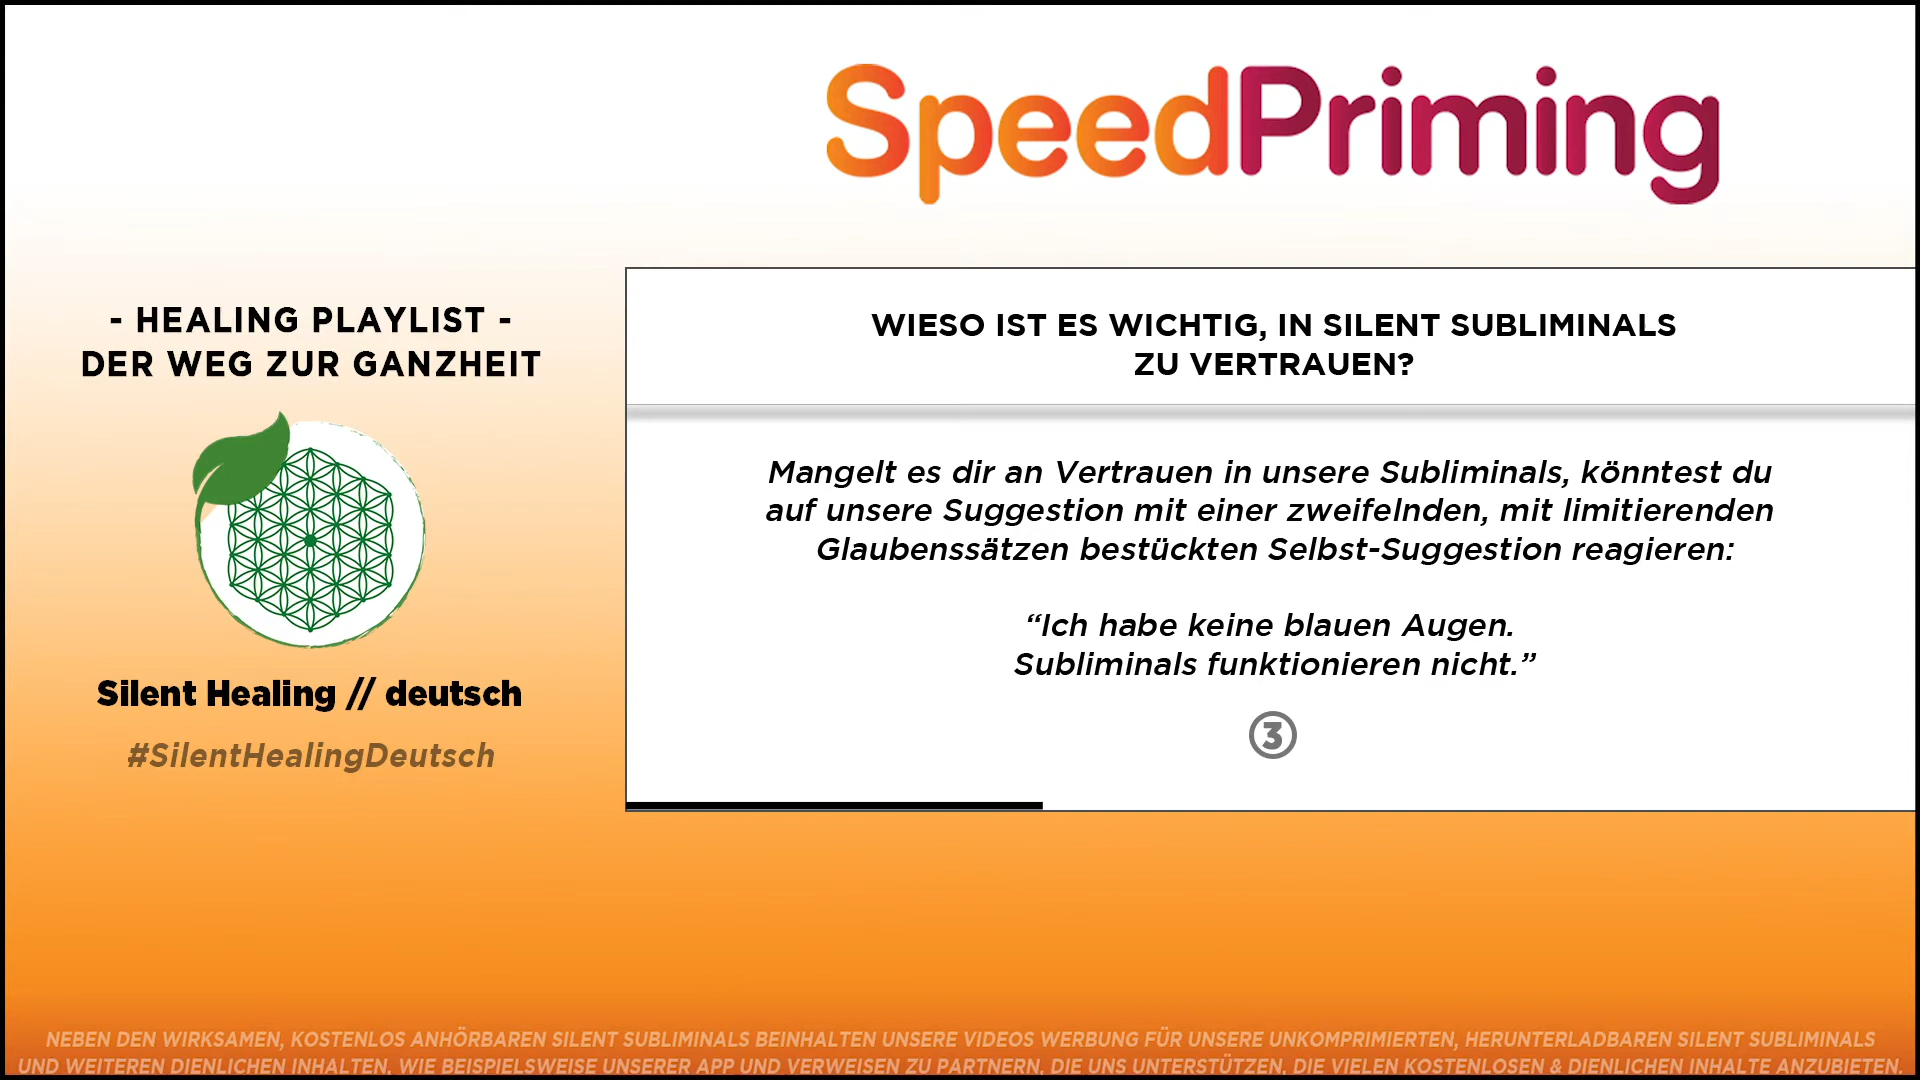 SpeedPriming
- HEALING PLAYLIST -
DER WEG ZUR GANZHEIT
Silent Healing // deutsch
#SilentHealingDeutsch
WIESO IST ES WICHTIG, IN SILENT SUBLIMINALS
ZU VERTRAUEN?
Mangelt es dir an Vertrauen in unsere Subliminals, könntest du
auf unsere Suggestion mit einer zweifelnden, mit limitierenden
Glaubenssätzen bestückten Selbst-Suggestion reagieren:
“Ich habe keine blauen Augen.
Subliminals funktionieren nicht.”
3
NEBEN DEN WIRKSAMEN, KOSTENLOS ANHÖRBAREN SILENT SUBLIMINALS BEINHALTEN UNSERE VIDEOS WERBUNG FÜR UNSERE UNKOMPRIMIERTEN, HERUNTERLADBAREN SILENT SUBLIMINALS
UND WEITEREN DIENLICHEN INHALTEN, WIE BEISPIELSWEISE UNSERER APP UND VERWEISEN ZU PARTNERN, DIE UNS UNTERSTÜTZEN, DIE VIELEN KOSTENLOSEN & DIENLICHEN INHALTE ANZUBIETEN.